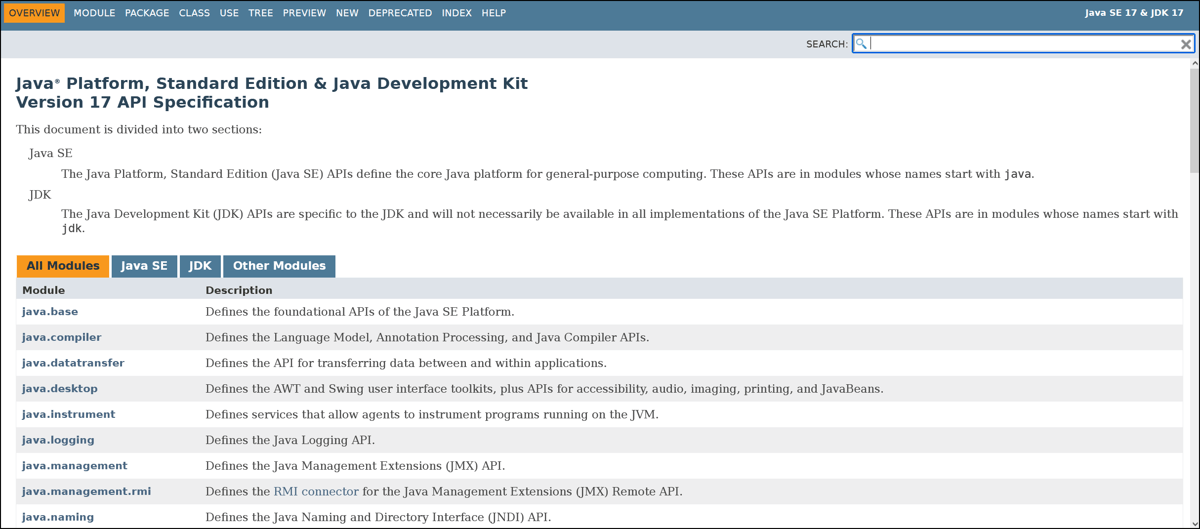 OVERVIEW MODULE PACKAGE CLASS USE TREE PREVIEW NEW DEPRECATED INDEX HELP Java SE 17 & JDK 17
SEARCH:
Java® Platform, Standard Edition & Java Development Kit
Version 17 API Specification
This document is divided into two sections:
Java SE
The Java Platform, Standard Edition (Java SE) APIs define the core Java platform for general-purpose computing. These APIs are in modules whose names start with java.
JDK
The Java Development Kit (JDK) APIs are specific to the JDK and will not necessarily be available in all implementations of the Java SE Platform. These APIs are in modules whose names start with
jdk.
All Modules Java SE JDK Other Modules
Module Description
java.base Defines the foundational APIs of the Java SE Platform.
java.compiler Defines the Language Model, Annotation Processing, and Java Compiler APIs.
java.datatransfer Defines the API for transferring data between and within applications.
java.desktop Defines the AWT and Swing user interface toolkits, plus APIs for accessibility, audio, imaging, printing, and JavaBeans.
java.instrument Defines services that allow agents to instrument programs running on the JVM.
java.logging Defines the Java Logging API.
java.management Defines the Java Management Extensions (JMX) API.
java.management.rmi Defines the RMI connector for the Java Management Extensions (JMX) Remote API.
java.naming Defines the Java Naming and Directory Interface (JNDI) API.